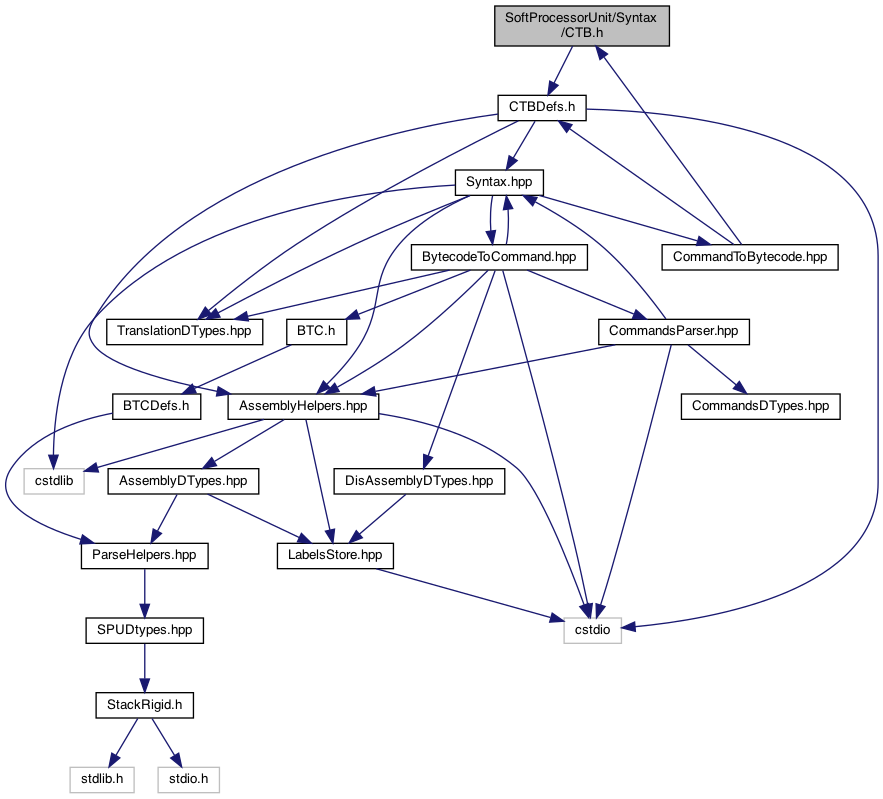 SoftProcessorUnit/Syntax
/CTB.h
CTBDefs.h
Syntax.hpp
BytecodeToCommand.hpp
CommandToBytecode.hpp
TranslationDTypes.hpp
BTC.h
CommandsParser.hpp
BTCDefs.h
AssemblyHelpers.hpp
CommandsDTypes.hpp
cstdlib
AssemblyDTypes.hpp
DisAssemblyDTypes.hpp
ParseHelpers.hpp
LabelsStore.hpp
SPUDtypes.hpp
cstdio
StackRigid.h
stdlib.h
stdio.h